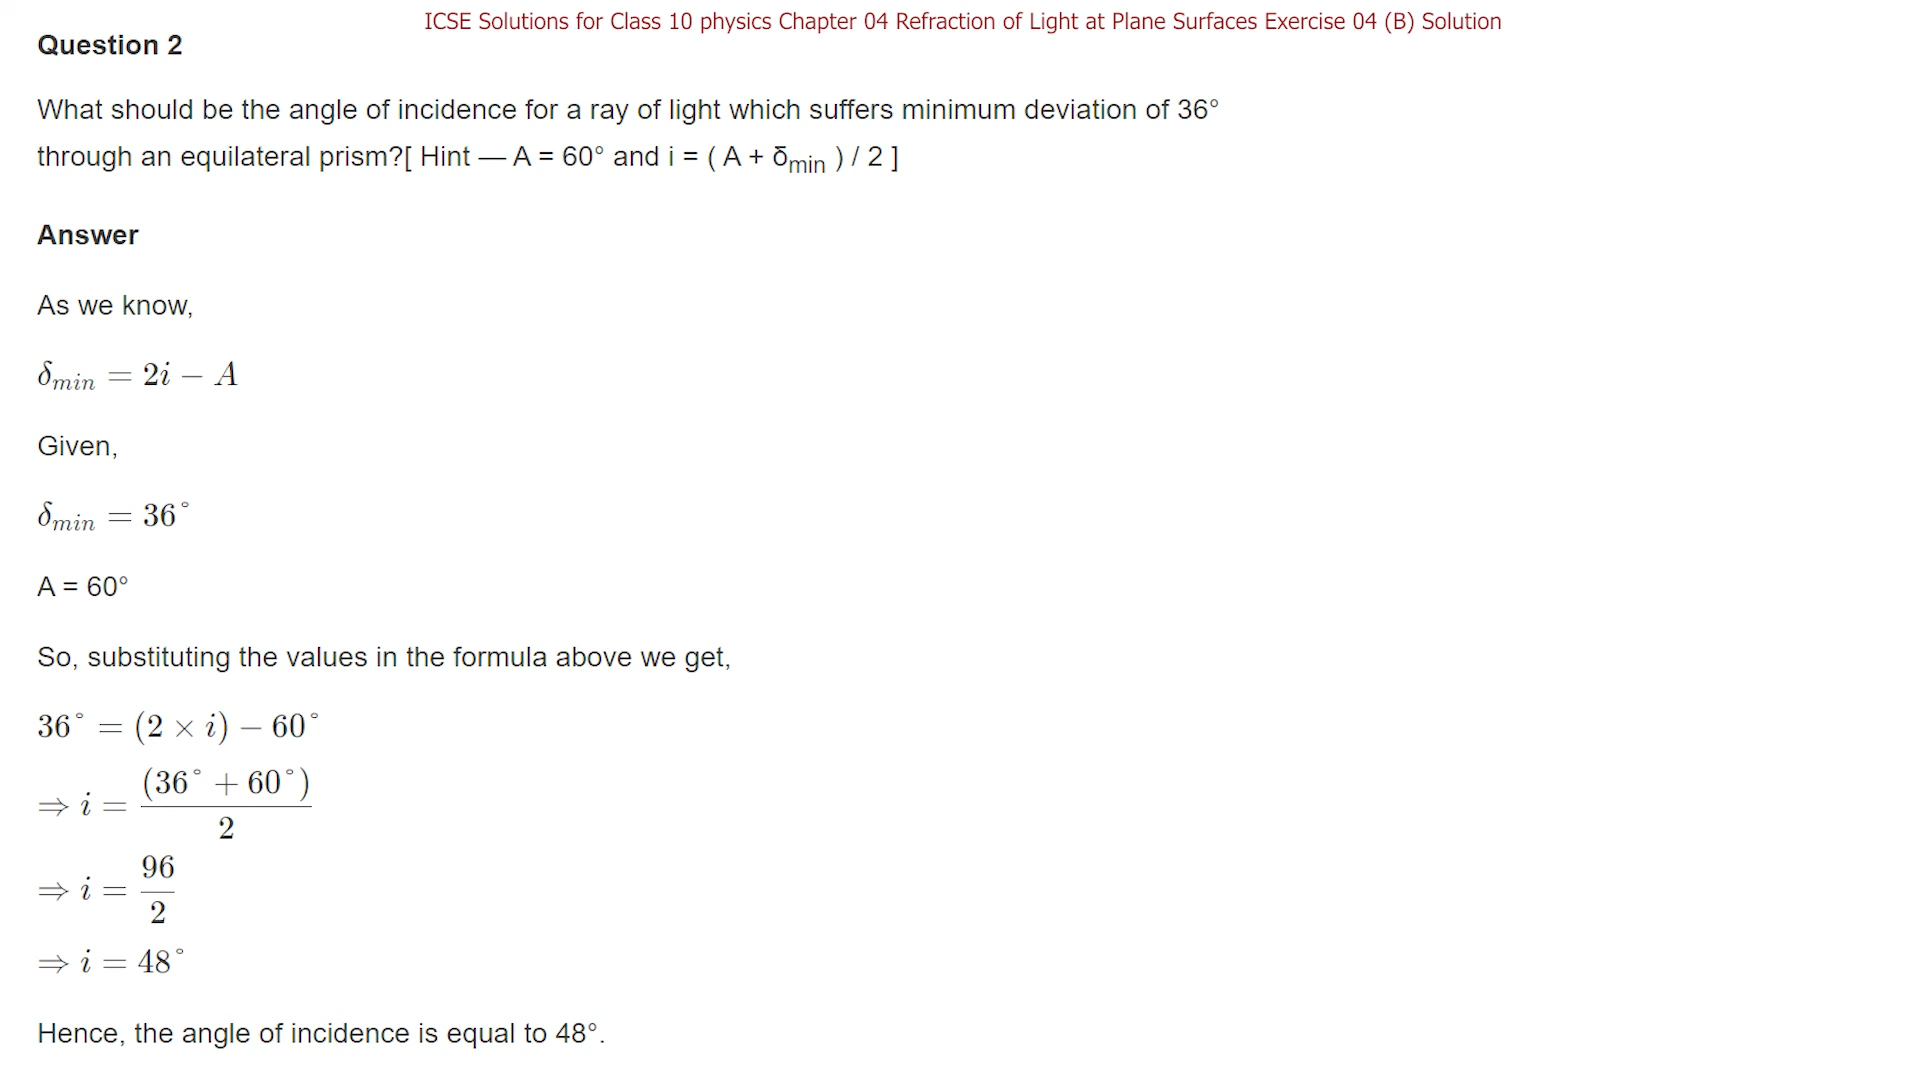 ICSE Solutions for Class 10 physics Chapter 04 Refraction of Light at Plane Surfaces Exercise 04 (B) Solution
Question 2
What should be the angle of incidence for a ray of light which suffers minimum deviation of 36°
through an equilateral prism?[ Hint — A = 60° and i = ( A + δmin ) / 2 ]
Answer
As we know,
δmin = 2i − A
Given,
δmin = 36°
A = 60°
So, substituting the values in the formula above we get,
36° = (2 × i) − 60°
⇒ i = (36° + 60°) / 2
⇒ i = 96 / 2
⇒ i = 48°
Hence, the angle of incidence is equal to 48°.